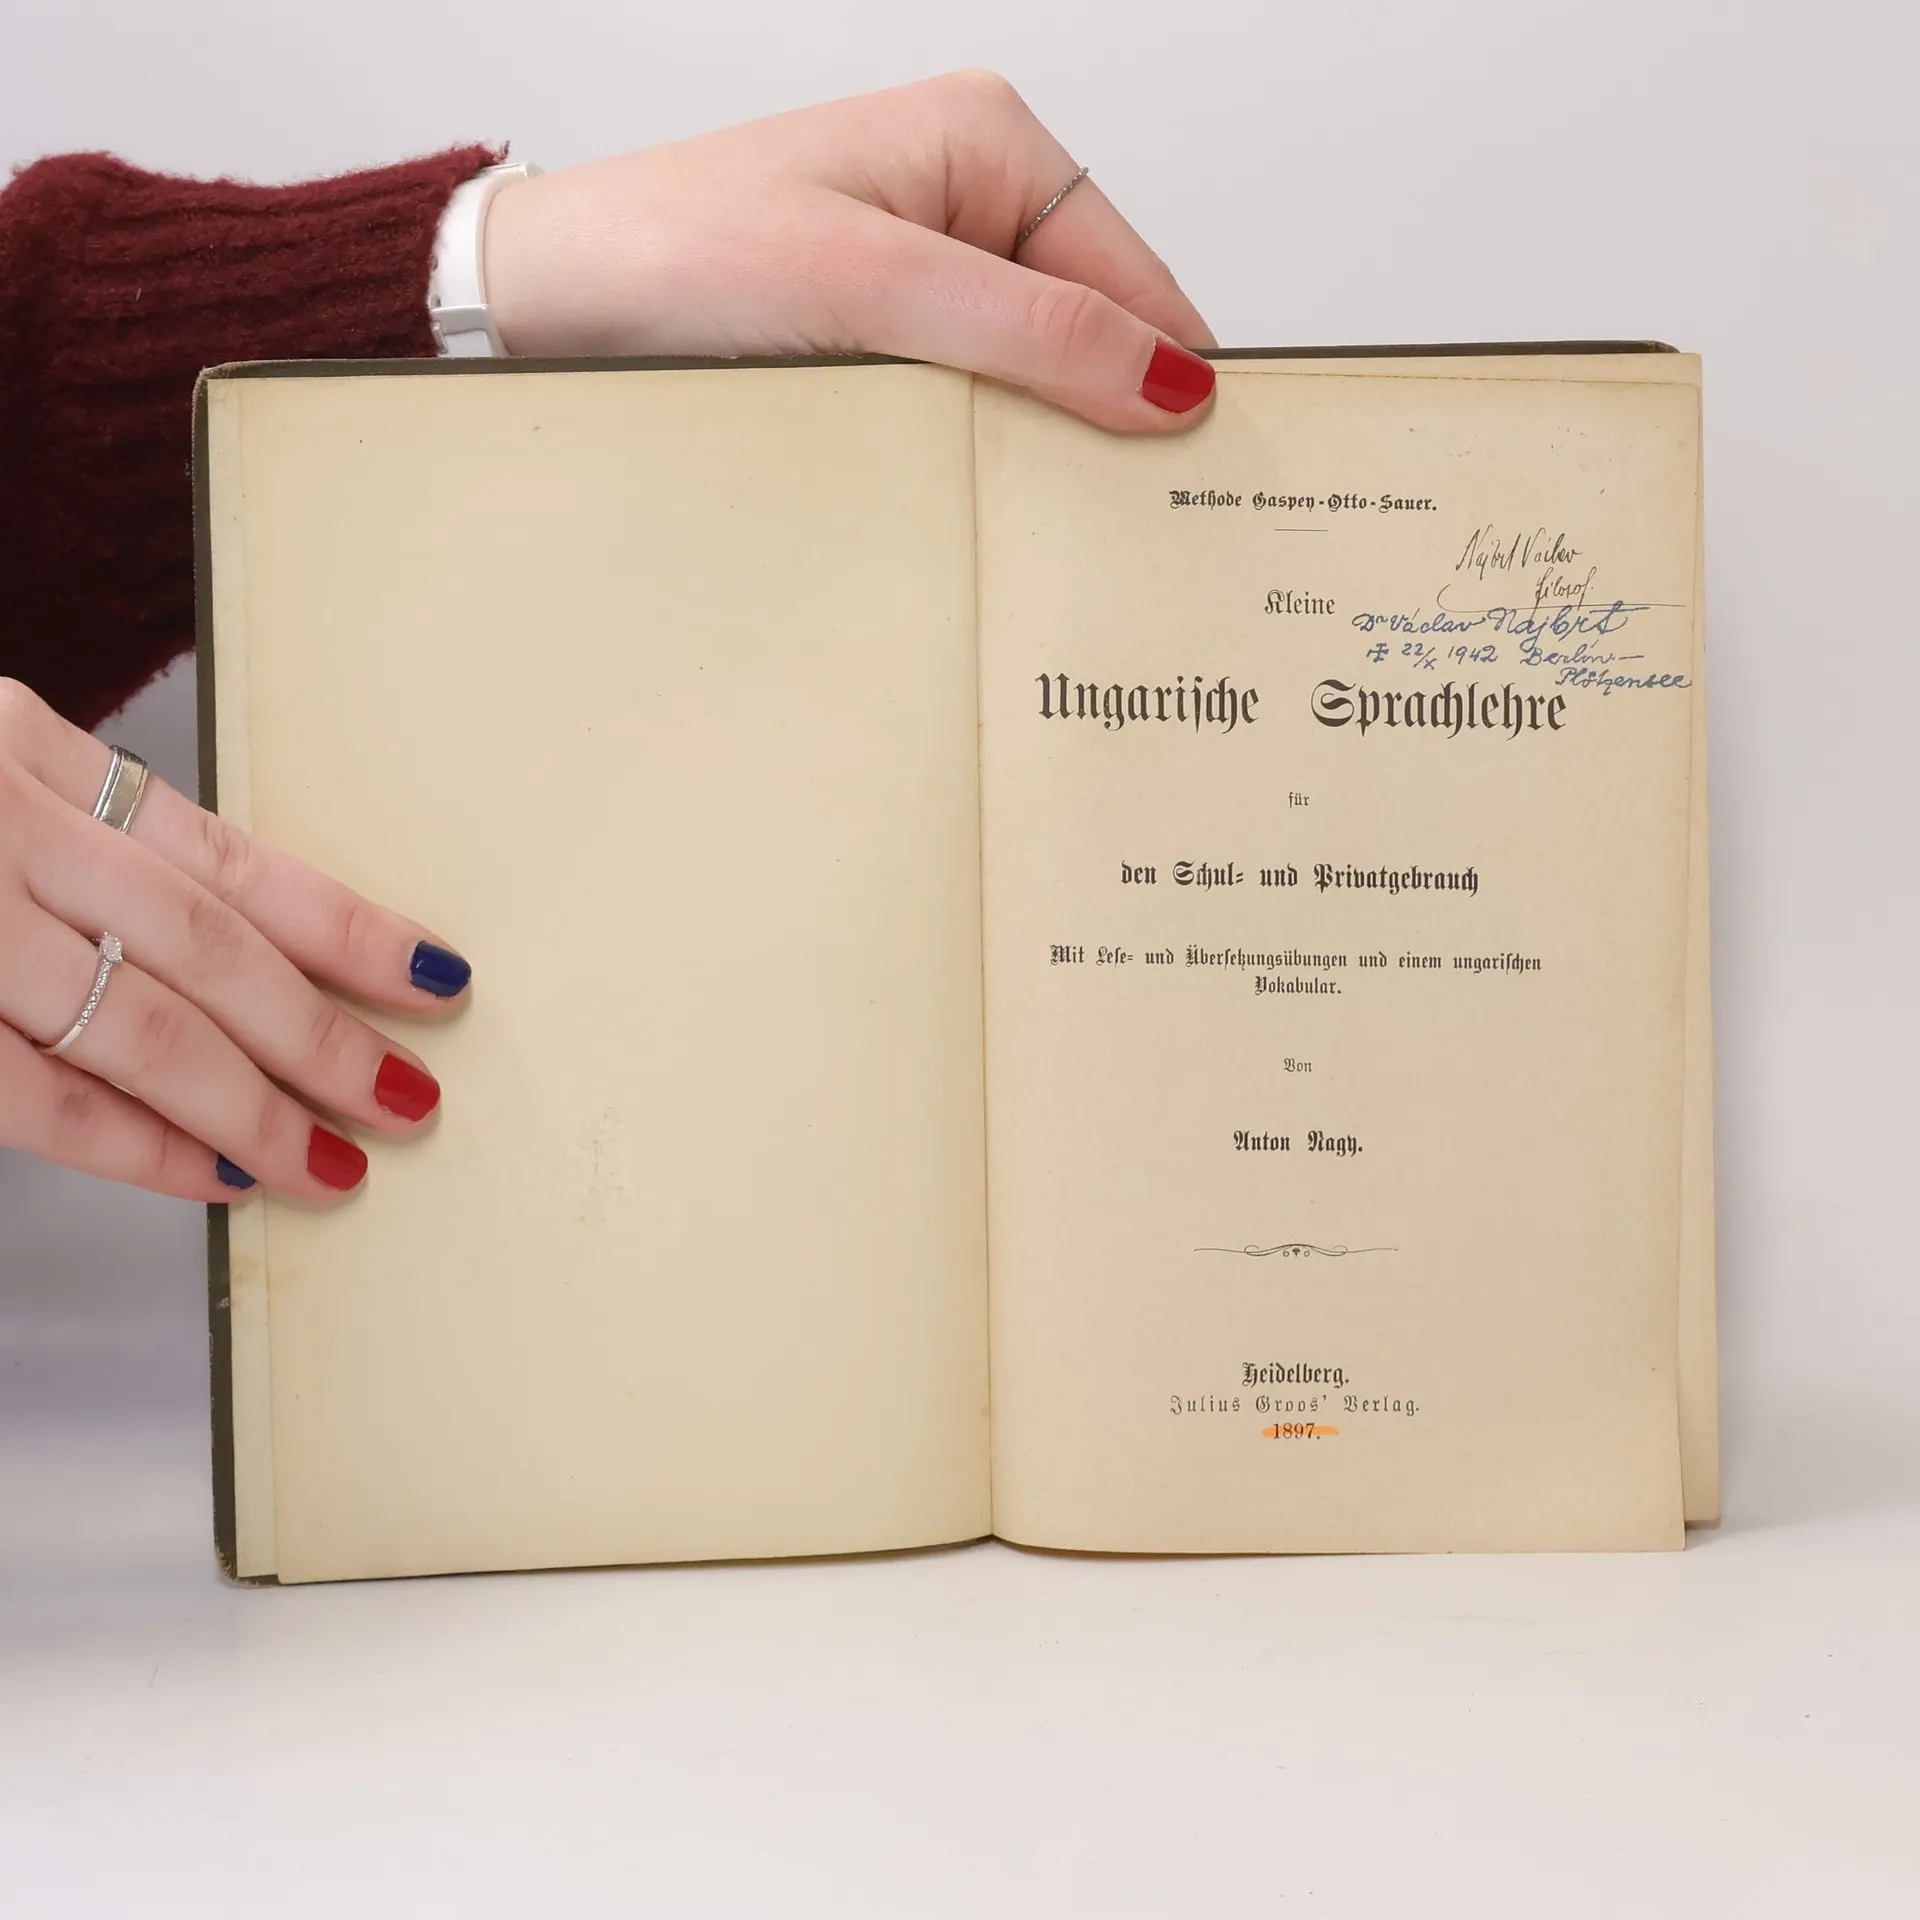 Methode Gaspey-Otto-Sauer.
Najbrt Václav
filosof.
Kleine
Dr Václav Najbrt
‡ 22/X 1942 Berlín—
Plötzensee
Ungarische Sprachlehre
für
den Schul- und Privatgebrauch
Mit Lese- und Übersetzungsübungen und einem ungarischen
Vokabular.
Von
Anton Nagy.
Heidelberg.
Julius Groos' Verlag.
1897.